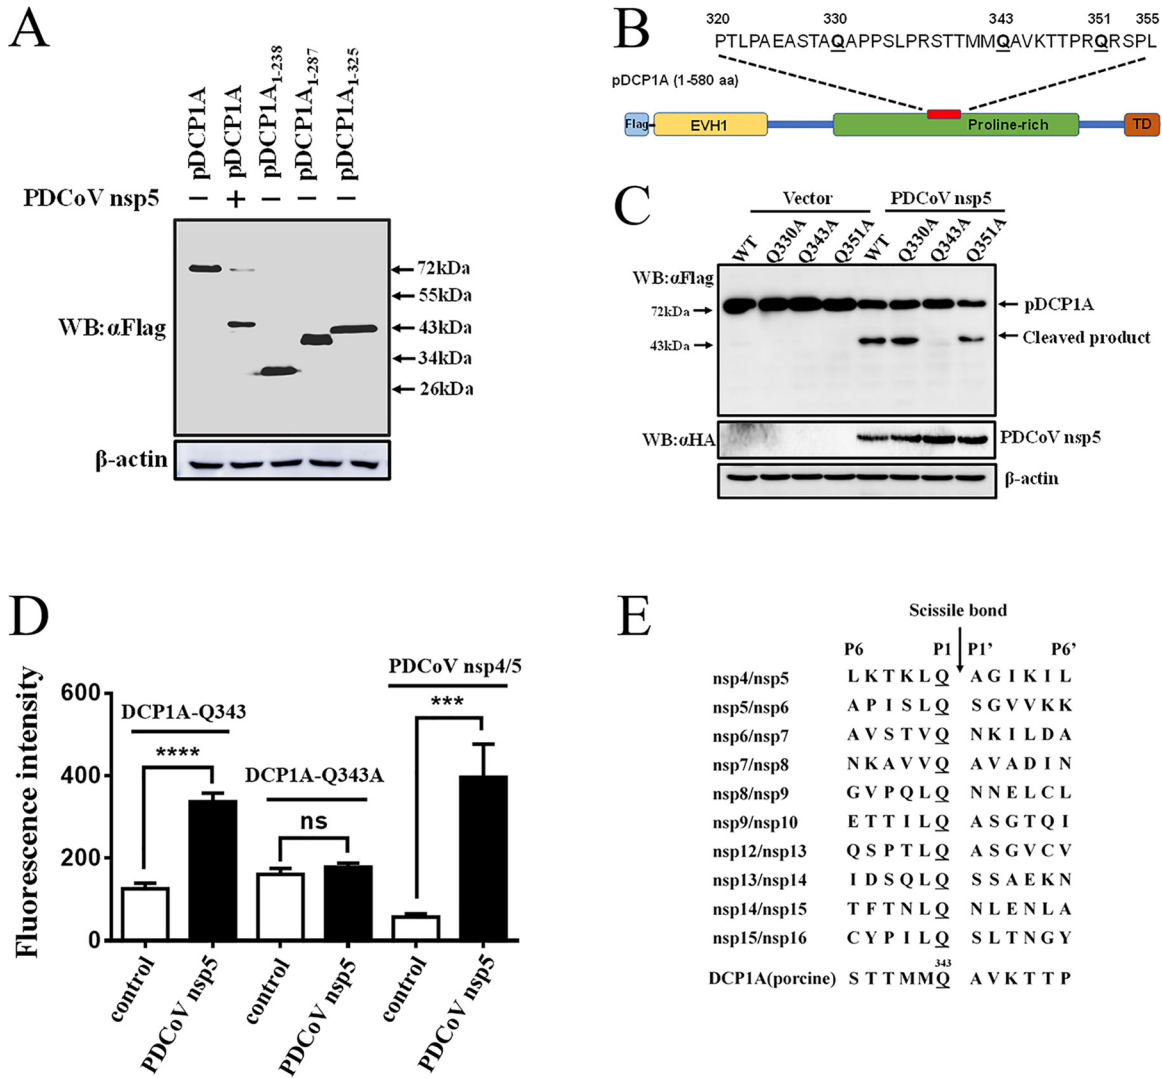 A
pDCP1A
pDCP1A
pDCP1A1-238
pDCP1A1-287
pDCP1A1-325
PDCoV nsp5 − + − − −
WB:αFlag
72kDa
55kDa
43kDa
34kDa
26kDa
β-actin
B
320 330 343 351 355
PTLPAEASTAQAPPSLPRSTTMMQAVKTTPRQRSPL
pDCP1A (1-580 aa)
Flag EVH1 Proline-rich TD
C
Vector PDCoV nsp5
WT Q330A Q343A Q351A WT Q330A Q343A Q351A
WB:αFlag
72kDa
43kDa
pDCP1A
Cleaved product
WB:αHA
PDCoV nsp5
β-actin
D
Fluorescence intensity
600
400
200
0
DCP1A-Q343
****
DCP1A-Q343A
ns
PDCoV nsp4/5
***
control
PDCoV nsp5
control
PDCoV nsp5
control
PDCoV nsp5
E
Scissile bond
P6 P1 P1’ P6’
nsp4/nsp5 L K T K L Q A G I K I L
nsp5/nsp6 A P I S L Q S G V V K K
nsp6/nsp7 A V S T V Q N K I L D A
nsp7/nsp8 N K A V V Q A V A D I N
nsp8/nsp9 G V P Q L Q N N E L C L
nsp9/nsp10 E T T I L Q A S G T Q I
nsp12/nsp13 Q S P T L Q A S G V C V
nsp13/nsp14 I D S Q L Q S S A E K N
nsp14/nsp15 T F T N L Q N L E N L A
nsp15/nsp16 C Y P I L Q S L T N G Y
343
DCP1A(porcine) S T T M M Q A V K T T P